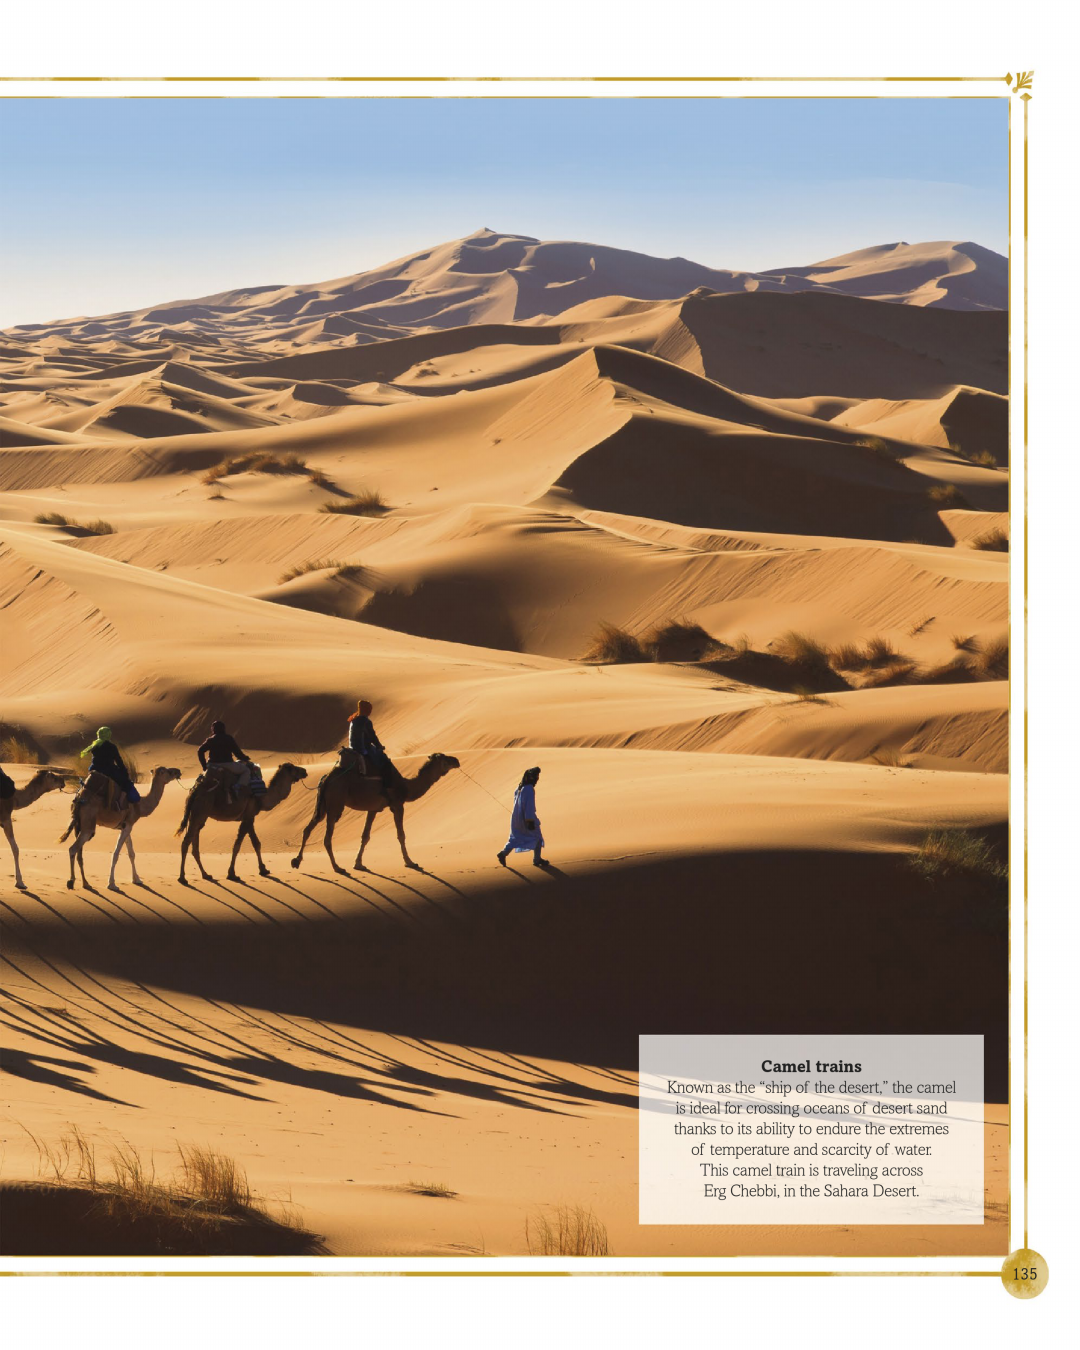 Camel trains
Known as the “ship of the desert,” the camel
is ideal for crossing oceans of desert sand
thanks to its ability to endure the extremes
of temperature and scarcity of water.
This camel train is traveling across
Erg Chebbi, in the Sahara Desert.
135